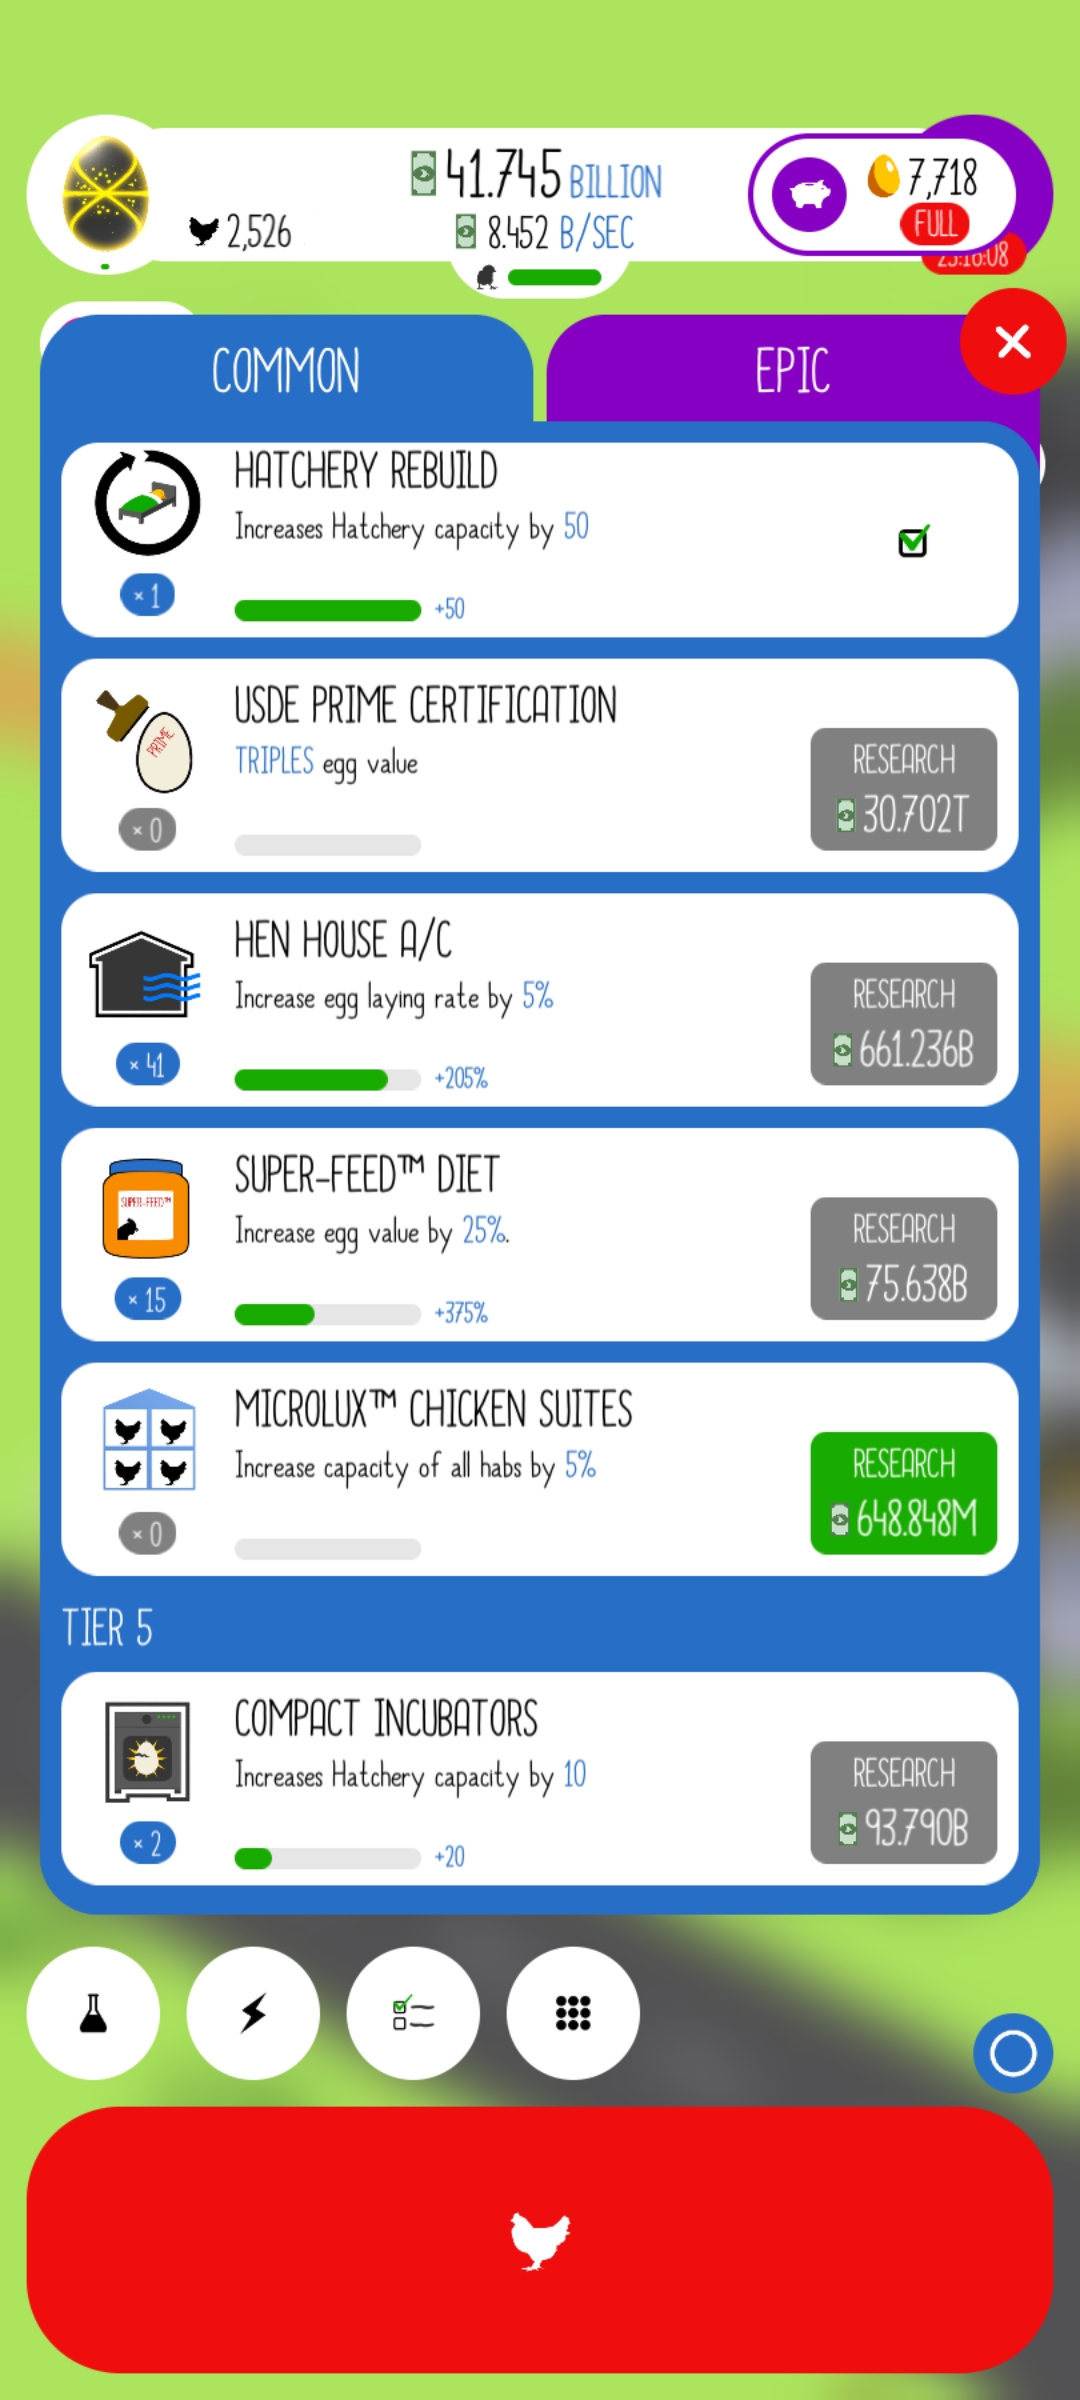 41.745 BILLION
7,718
2,526
8.452 B/SEC
FULL
23:16:08
COMMON
EPIC
HATCHERY REBUILD
Increases Hatchery capacity by 50
× 1
+50
USDE PRIME CERTIFICATION
TRIPLES egg value
PRIME
RESEARCH
30.702T
× 0
HEN HOUSE A/C
Increase egg laying rate by 5%
RESEARCH
661.236B
× 41
+205%
SUPER-FEED™ DIET
Increase egg value by 25%.
SUPER-FEED™
RESEARCH
75.638B
× 15
+375%
MICROLUX™ CHICKEN SUITES
Increase capacity of all habs by 5%
RESEARCH
648.848M
× 0
TIER 5
COMPACT INCUBATORS
Increases Hatchery capacity by 10
RESEARCH
93.790B
× 2
+20